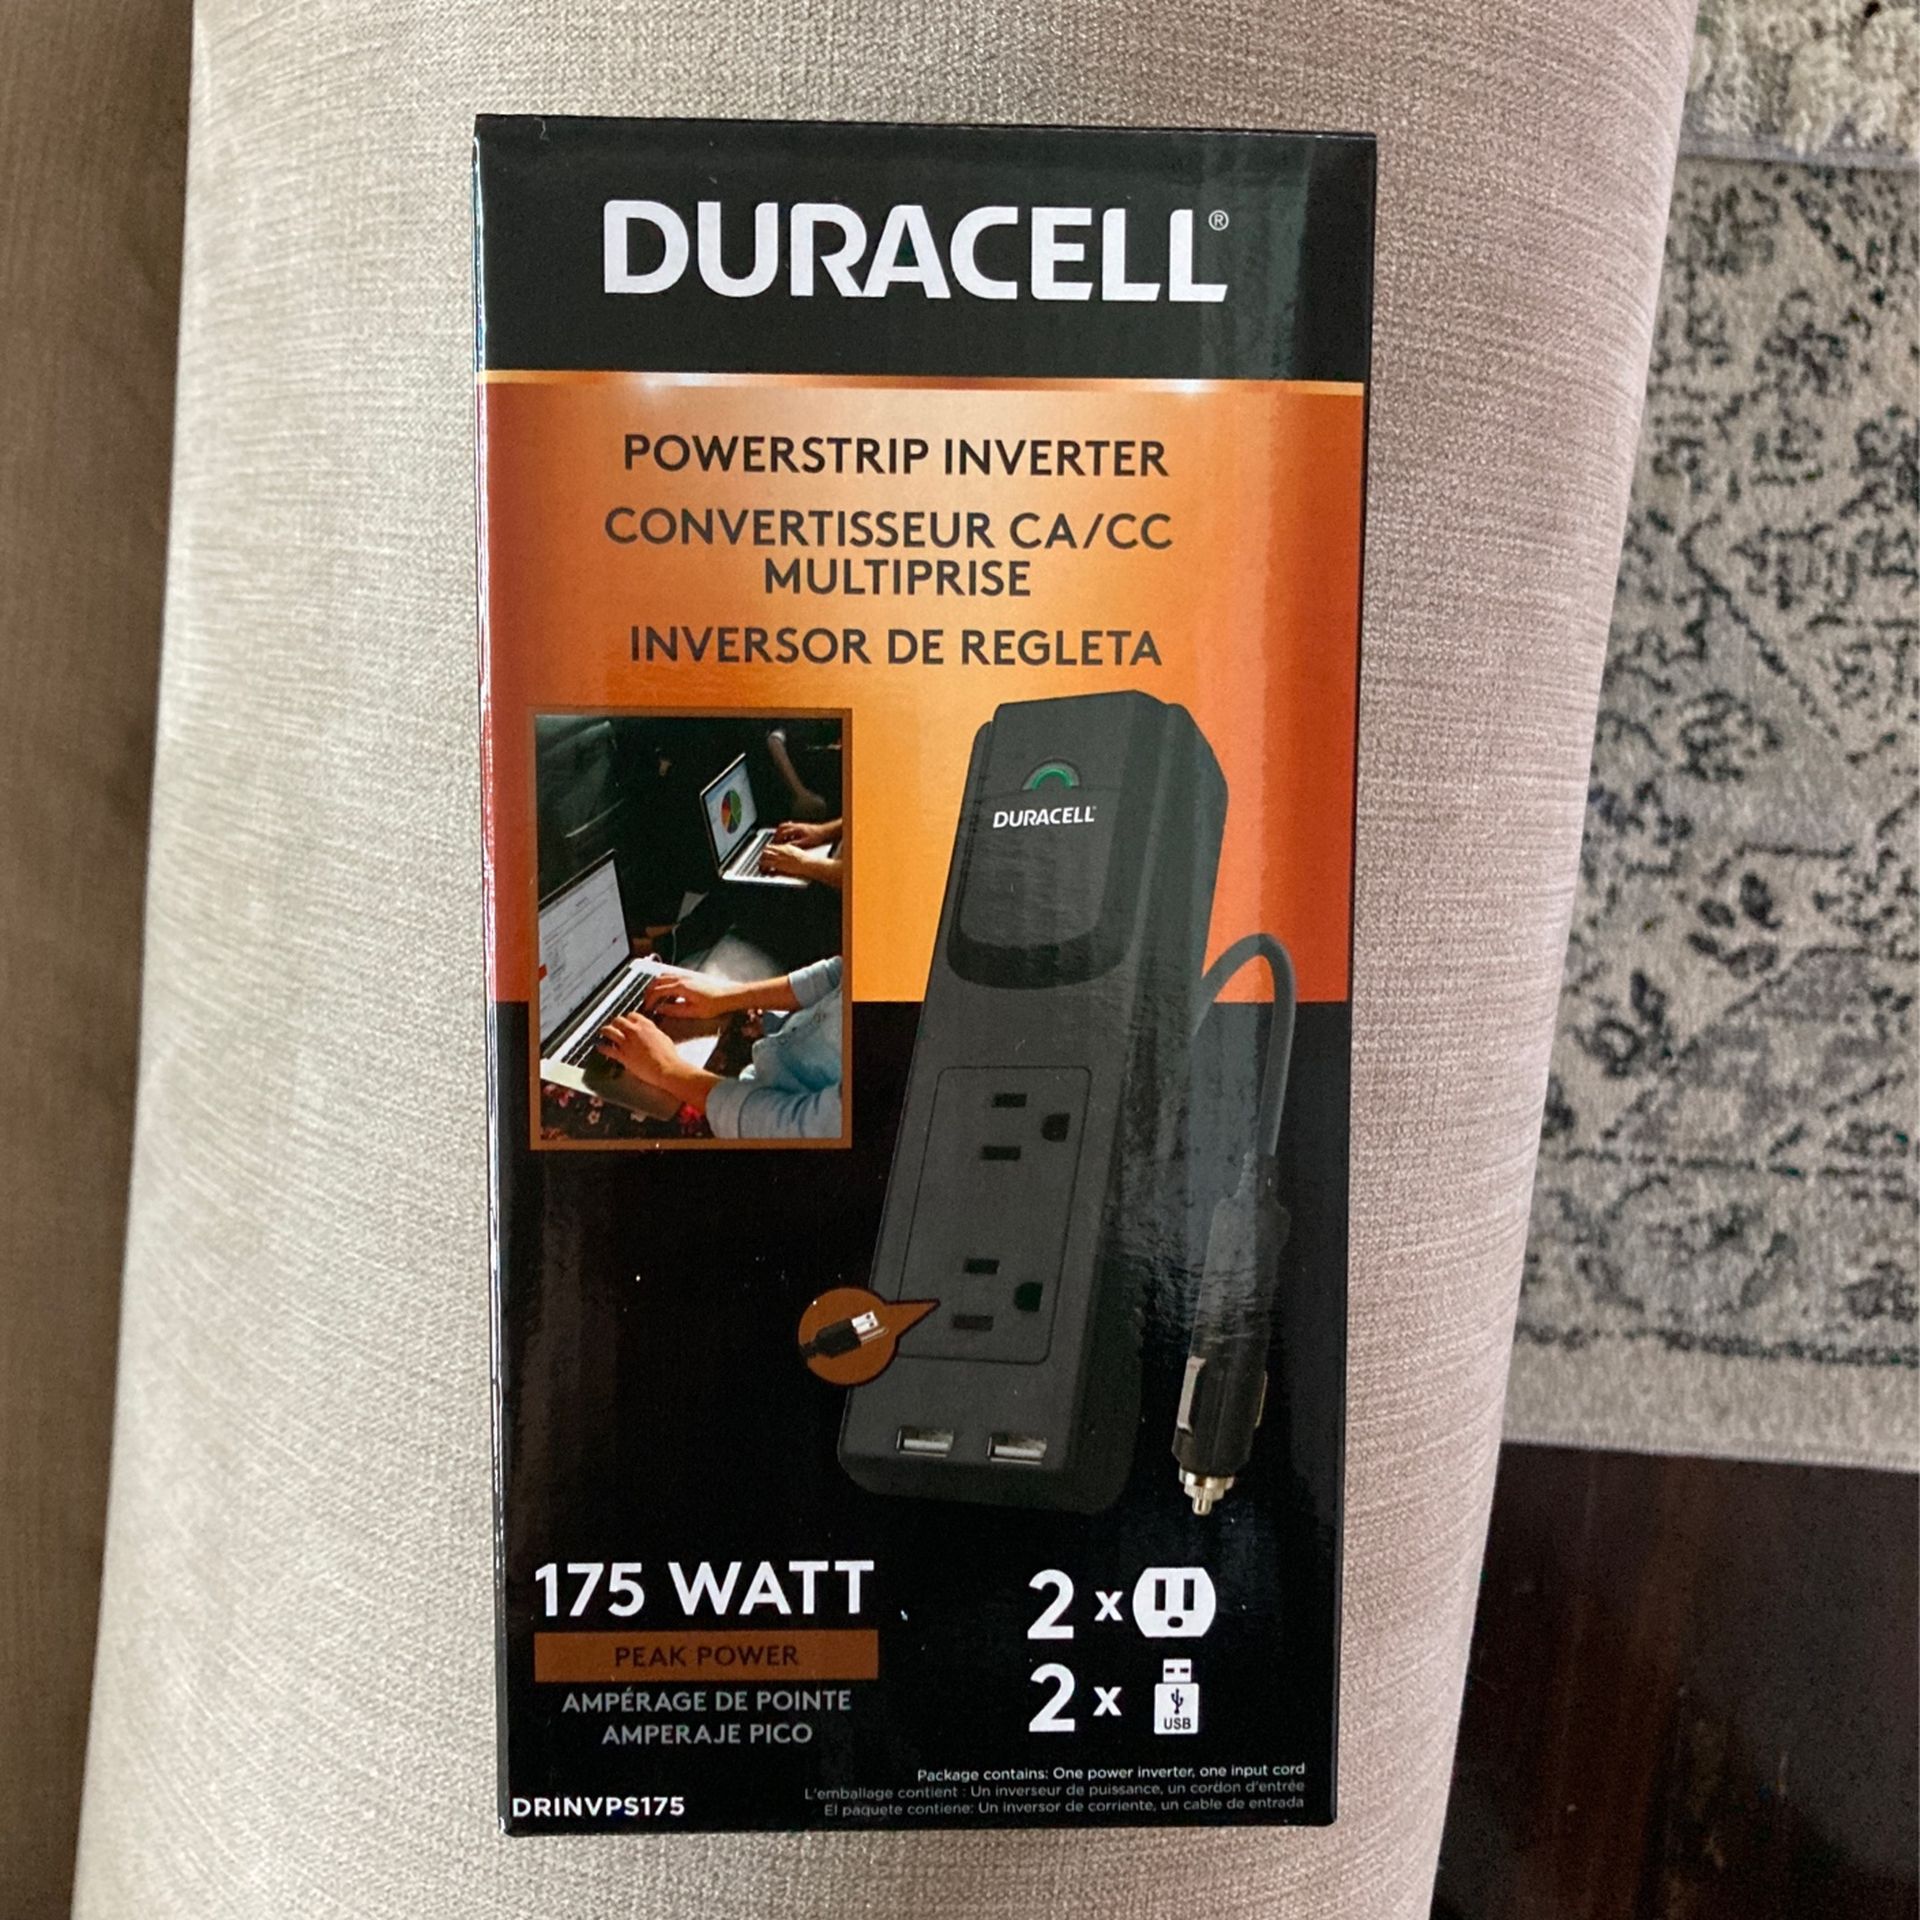 DURACELL®
POWERSTRIP INVERTER
CONVERTISSEUR CA/CC
MULTIPRISE
INVERSOR DE REGLETA
DURACELL
175 WATT
PEAK POWER
AMPÉRAGE DE POINTE
AMPERAJE PICO
2 x
2 x
USB
Package contains: One power inverter, one input cord
L'emballage contient : Un inverseur de puissance, un cordon d'entrée
El paquete contiene: Un inversor de corriente, un cable de entrada
DRINVPS175